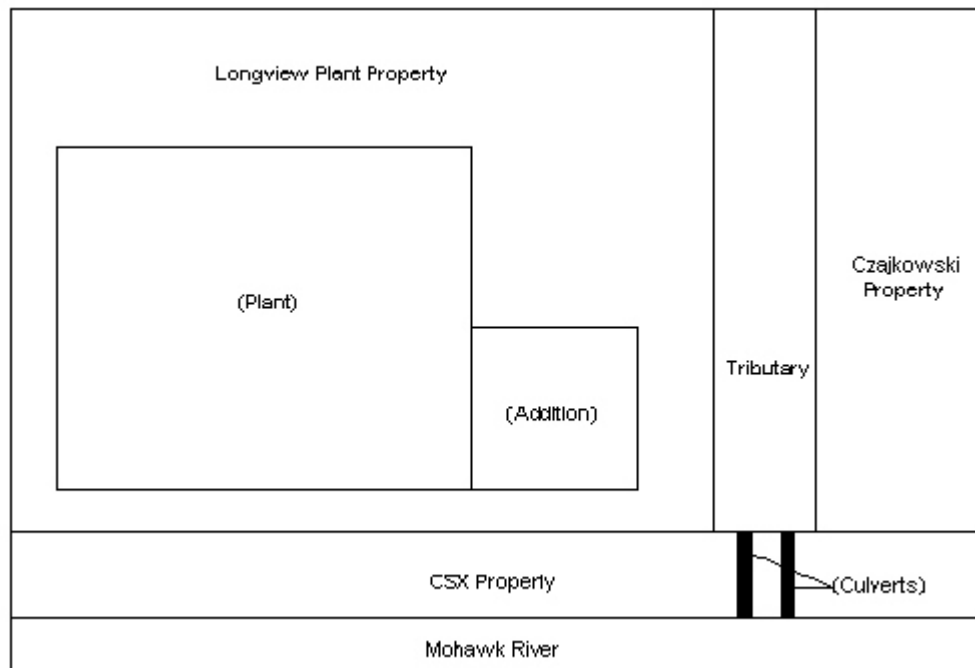 Longview Plant Property
Czajkowski
Property
(Plant)
Tributary
(Addition)
CSX Property
(Culverts)
Mohawk River